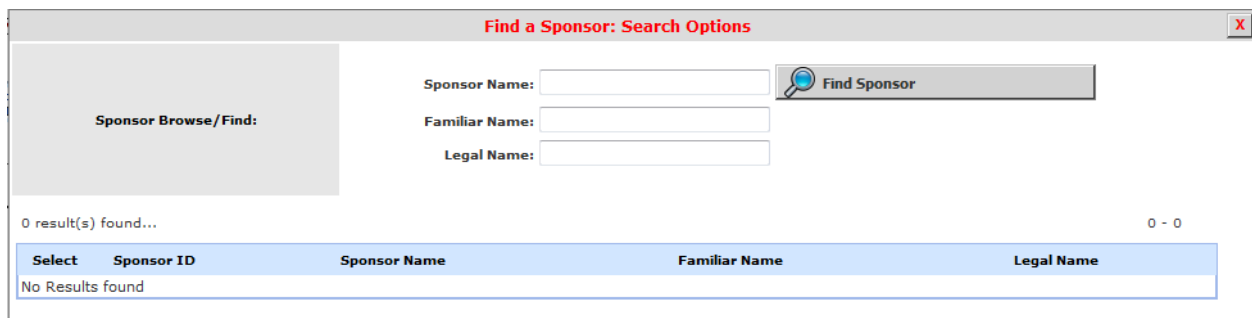 Find a Sponsor: Search Options
X
Sponsor Browse/Find:
Sponsor Name:
Find Sponsor
Familiar Name:
Legal Name:
0 result(s) found...
0 - 0
Select Sponsor ID Sponsor Name Familiar Name Legal Name
No Results found